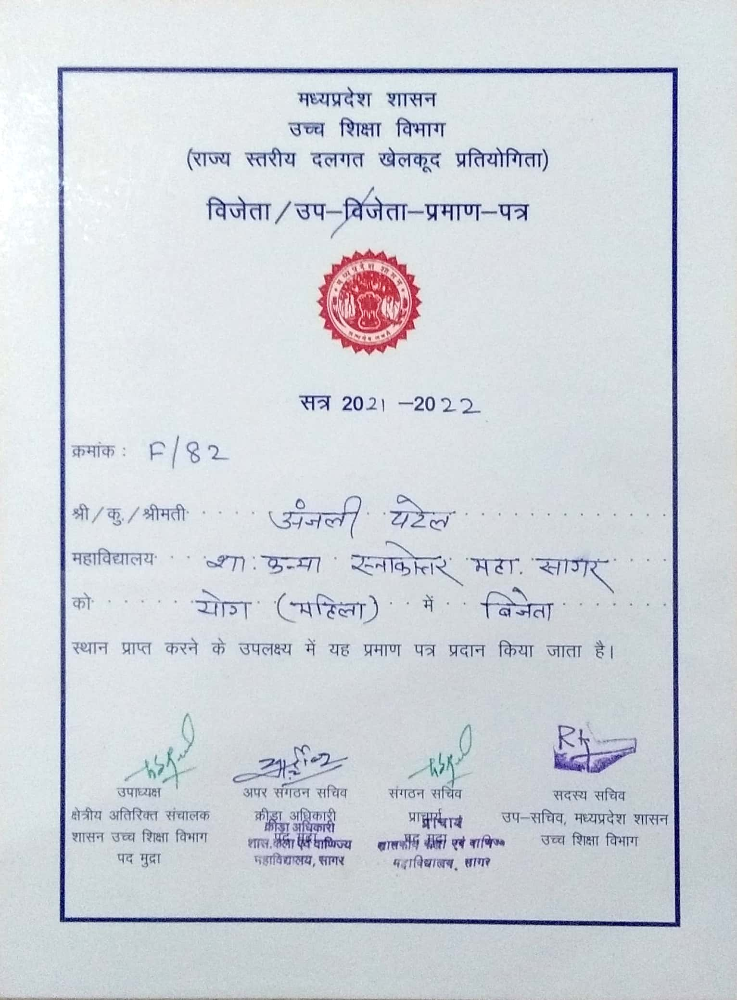 मध्यप्रदेश शासन
उच्च शिक्षा विभाग
(राज्य स्तरीय दलगत खेलकूद प्रतियोगिता)
विजेता/उप–विजेता–प्रमाण–पत्र
मध्यप्रदेश शासन
सत्यमेव जयते
सत्र 2021 –2022
क्रमांक : F/82
श्री/कु./श्रीमती अंजली पटेल
महाविद्यालय शा. कन्या स्नाकोत्तर महा. सागर
को योग (महिला) में विजेता
स्थान प्राप्त करने के उपलक्ष्य में यह प्रमाण पत्र प्रदान किया जाता है।
उपाध्यक्ष
क्षेत्रीय अतिरिक्त संचालक
शासन उच्च शिक्षा विभाग
पद मुद्रा
अपर संगठन सचिव
क्रीड़ा अधिकारी
क्रीड़ा अधिकारी
पद मुद्रा
शास. कला एवं वाणिज्य
महाविद्यालय, सागर
संगठन सचिव
प्राचार्य
प्राचार्य
पद मुद्रा
शासकीय कला एवं वाणिज्य
महाविद्यालय, सागर
सदस्य सचिव
उप–सचिव, मध्यप्रदेश शासन
उच्च शिक्षा विभाग